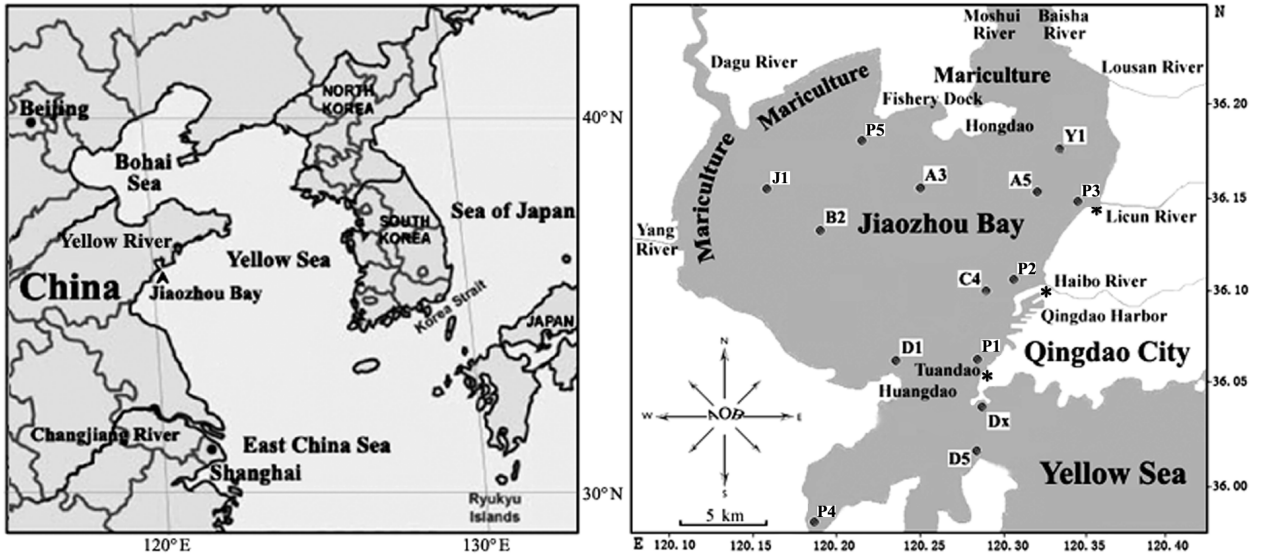 Beijing
NORTH
KOREA
40°N
Bohai
Sea
SOUTH
KOREA
Sea of Japan
Yellow River
Yellow Sea
China
Jiaozhou Bay
Korea Strait
JAPAN
Changjiang River
East China Sea
Shanghai
Ryukyu
Islands
30°N
120°E
130°E
Moshui
River
Baisha
River
N
Dagu River
Mariculture
Mariculture
Lousan River
Fishery Dock
36.20
Hongdao
P5
Y1
Mariculture
J1
A3
A5
P3
36.15
B2
Jiaozhou Bay
Licun River
Yang
River
C4
P2
Haibo River
36.10
Qingdao Harbor
D1
P1
Qingdao City
Tuandao
Huangdao
36.05
N
W
E
S
Dx
D5
Yellow Sea
36.00
P4
5 km
E 120.10 120.15 120.20 120.25 120.30 120.35 120.40